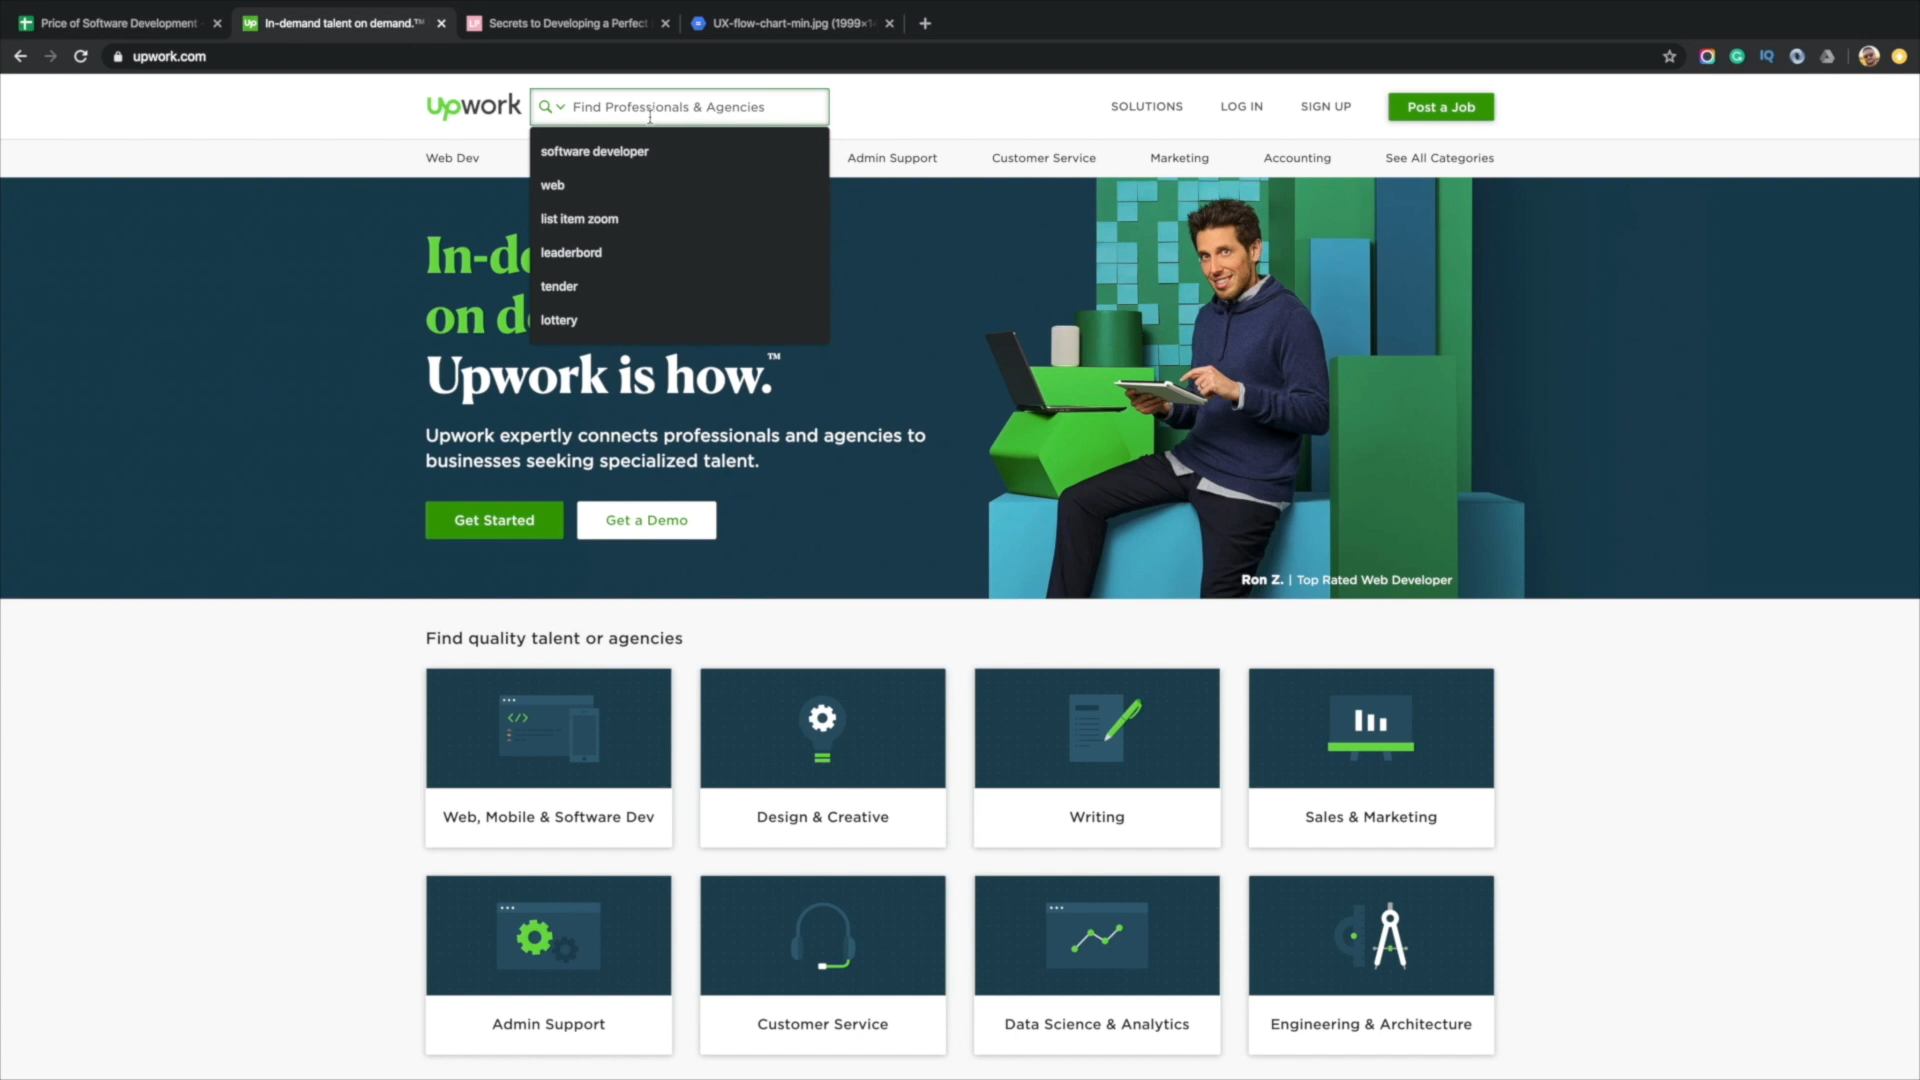 Price of Software Development
In-demand talent on demand.™
Secrets to Developing a Perfect
UX-flow-chart-min.jpg (1999×1
upwork.com
upwork
Find Professionals & Agencies
SOLUTIONS
LOG IN
SIGN UP
Post a Job
Web Dev
Admin Support
Customer Service
Marketing
Accounting
See All Categories
software developer
web
list item zoom
leaderbord
tender
lottery
In-de
on de
Upwork is how.™
Upwork expertly connects professionals and agencies to
businesses seeking specialized talent.
Get Started
Get a Demo
Ron Z. | Top Rated Web Developer
Find quality talent or agencies
Web, Mobile & Software Dev
Design & Creative
Writing
Sales & Marketing
Admin Support
Customer Service
Data Science & Analytics
Engineering & Architecture